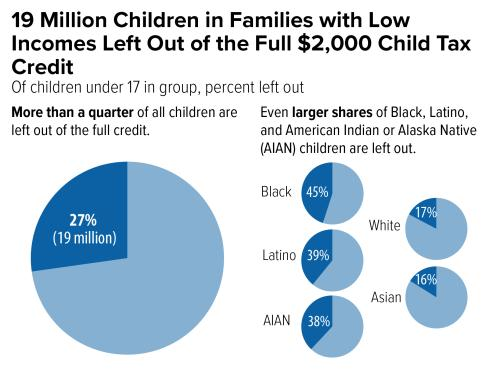 19 Million Children in Families with Low
Incomes Left Out of the Full $2,000 Child Tax
Credit
Of children under 17 in group, percent left out
More than a quarter of all children are
left out of the full credit.
27%
(19 million)
Even larger shares of Black, Latino,
and American Indian or Alaska Native
(AIAN) children are left out.
Black
45%
Latino
39%
AIAN
38%
White
17%
Asian
16%